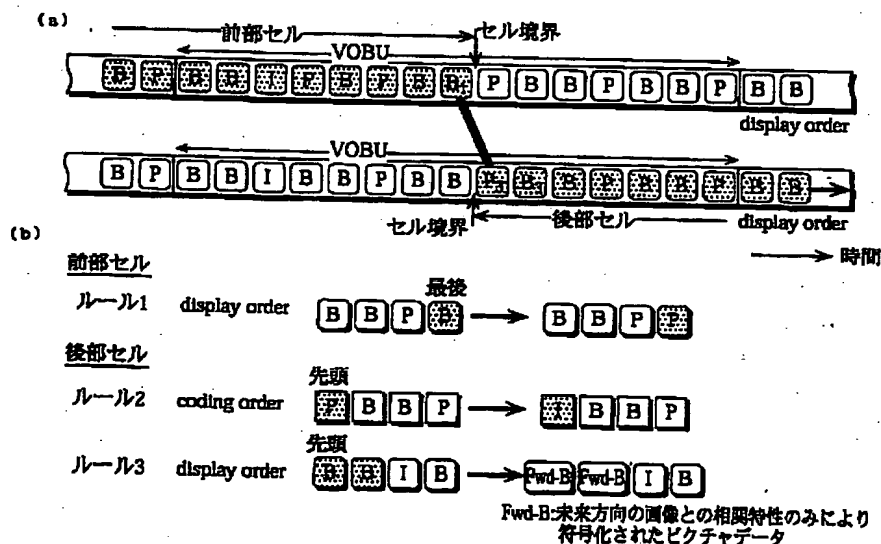 (a)
前部セル セル境界
VOBU
B P B B I P B P B B P B B P B B P B B
display order
VOBU
B P B B I B B P B B P3 B3 B P B B P B B
セル境界 後部セル display order
(b)
時間
前部セル
最後
ルール1 display order B B P B B B P P
後部セル
先頭
ルール2 coding order P B B P I B B P
先頭
ルール3 display order B B I B Fwd-B Fwd-B I B
Fwd-B:未来方向の画像との相関特性のみにより
符号化されたピクチャデータ